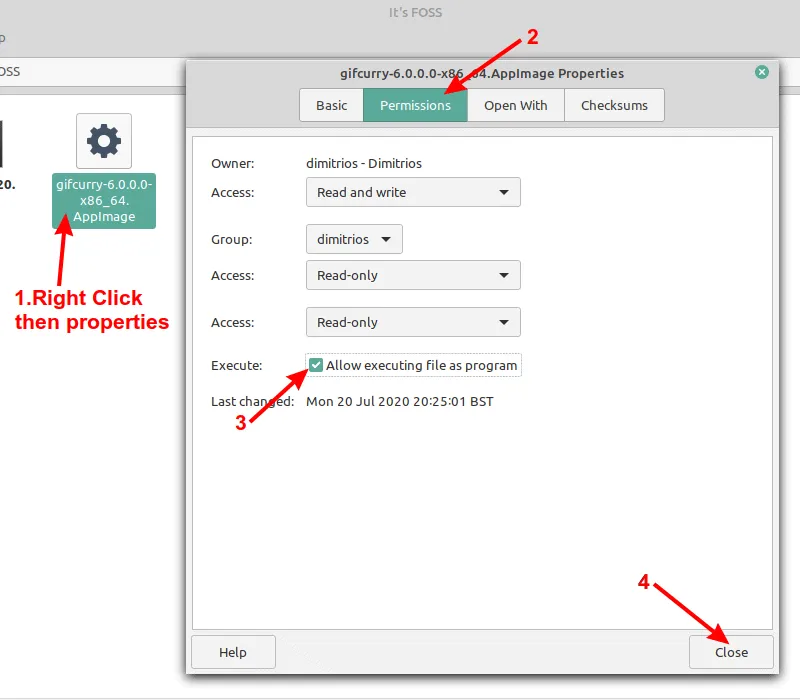 It's FOSS
p
OSS
2
gifcurry-6.0.0.0-x86_64.AppImage Properties
Basic Permissions Open With Checksums
20.
gifcurry-6.0.0.0-
x86_64.
AppImage
1.Right Click
then properties
Owner: dimitrios - Dimitrios
Access: Read and write
Group: dimitrios
Access: Read-only
Access: Read-only
Execute: Allow executing file as program
Last changed: Mon 20 Jul 2020 20:25:01 BST
3
4
Help Close